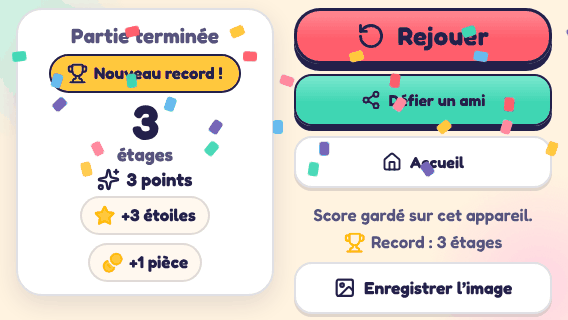 Partie terminée
Nouveau record !
3
étages
3 points
+3 étoiles
+1 pièce
Rejouer
Défier un ami
Accueil
Score gardé sur cet appareil.
Record : 3 étages
Enregistrer l'image